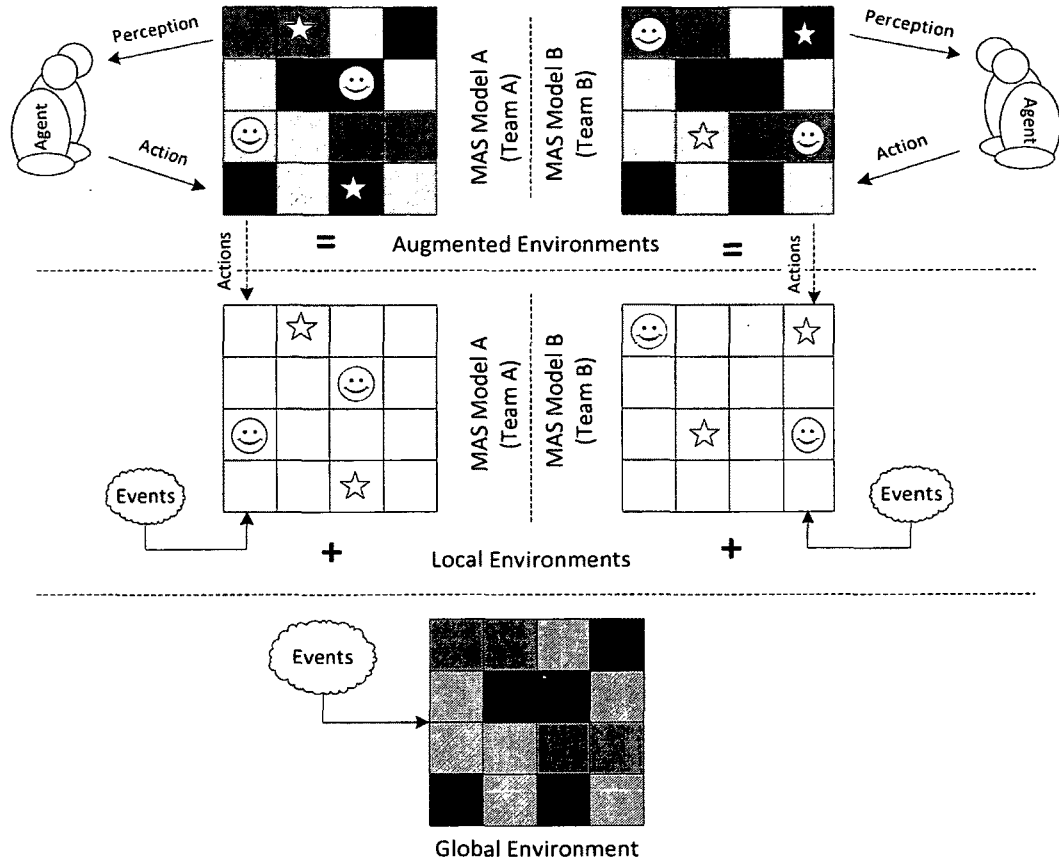 Perception
Agent
Action
MAS Model A
(Team A)
MAS Model B
(Team B)
Perception
Agent
Action
=
Augmented Environments
=
Actions
Actions
MAS Model A
(Team A)
MAS Model B
(Team B)
Events
Events
+
Local Environments
+
Events
Global Environment